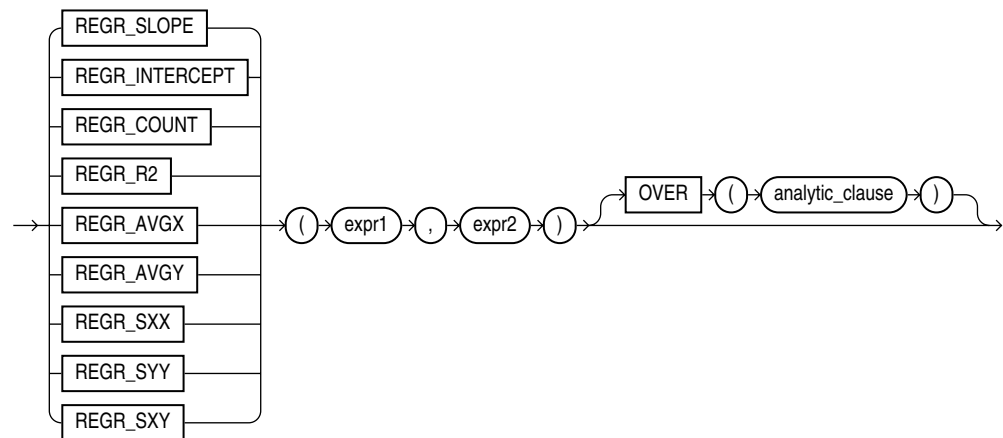 REGR_SLOPE
REGR_INTERCEPT
REGR_COUNT
REGR_R2
REGR_AVGX
REGR_AVGY
REGR_SXX
REGR_SYY
REGR_SXY
( expr1 , expr2 )
OVER ( analytic_clause )